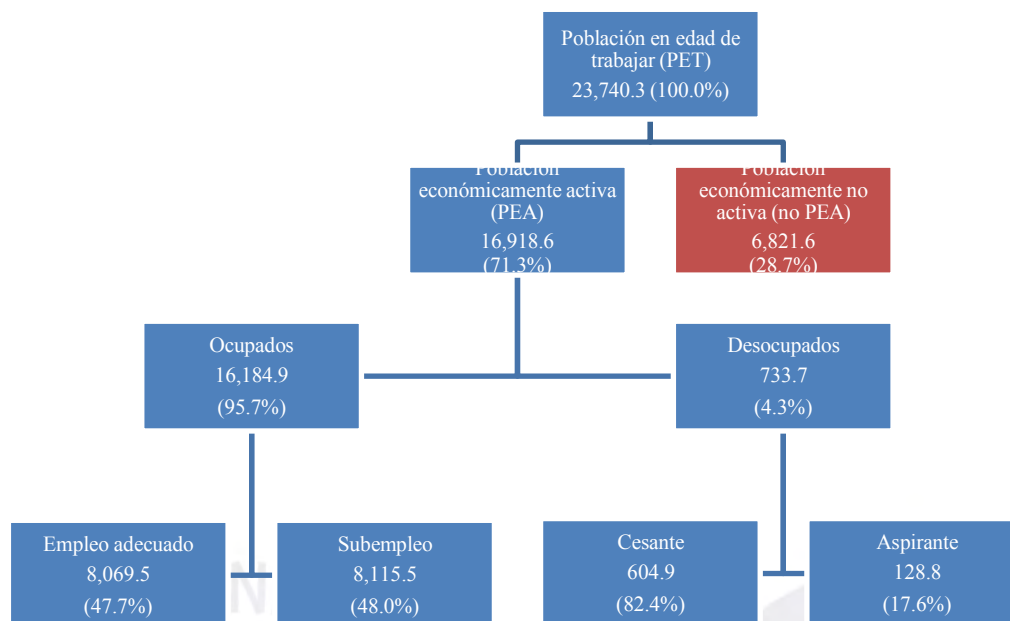 Población en edad de
trabajar (PET)
23,740.3 (100.0%)
Población
económicamente activa
(PEA)
16,918.6
(71.3%)
Población
económicamente no
activa (no PEA)
6,821.6
(28.7%)
Ocupados
16,184.9
(95.7%)
Desocupados
733.7
(4.3%)
Empleo adecuado
8,069.5
(47.7%)
Subempleo
8,115.5
(48.0%)
Cesante
604.9
(82.4%)
Aspirante
128.8
(17.6%)
N